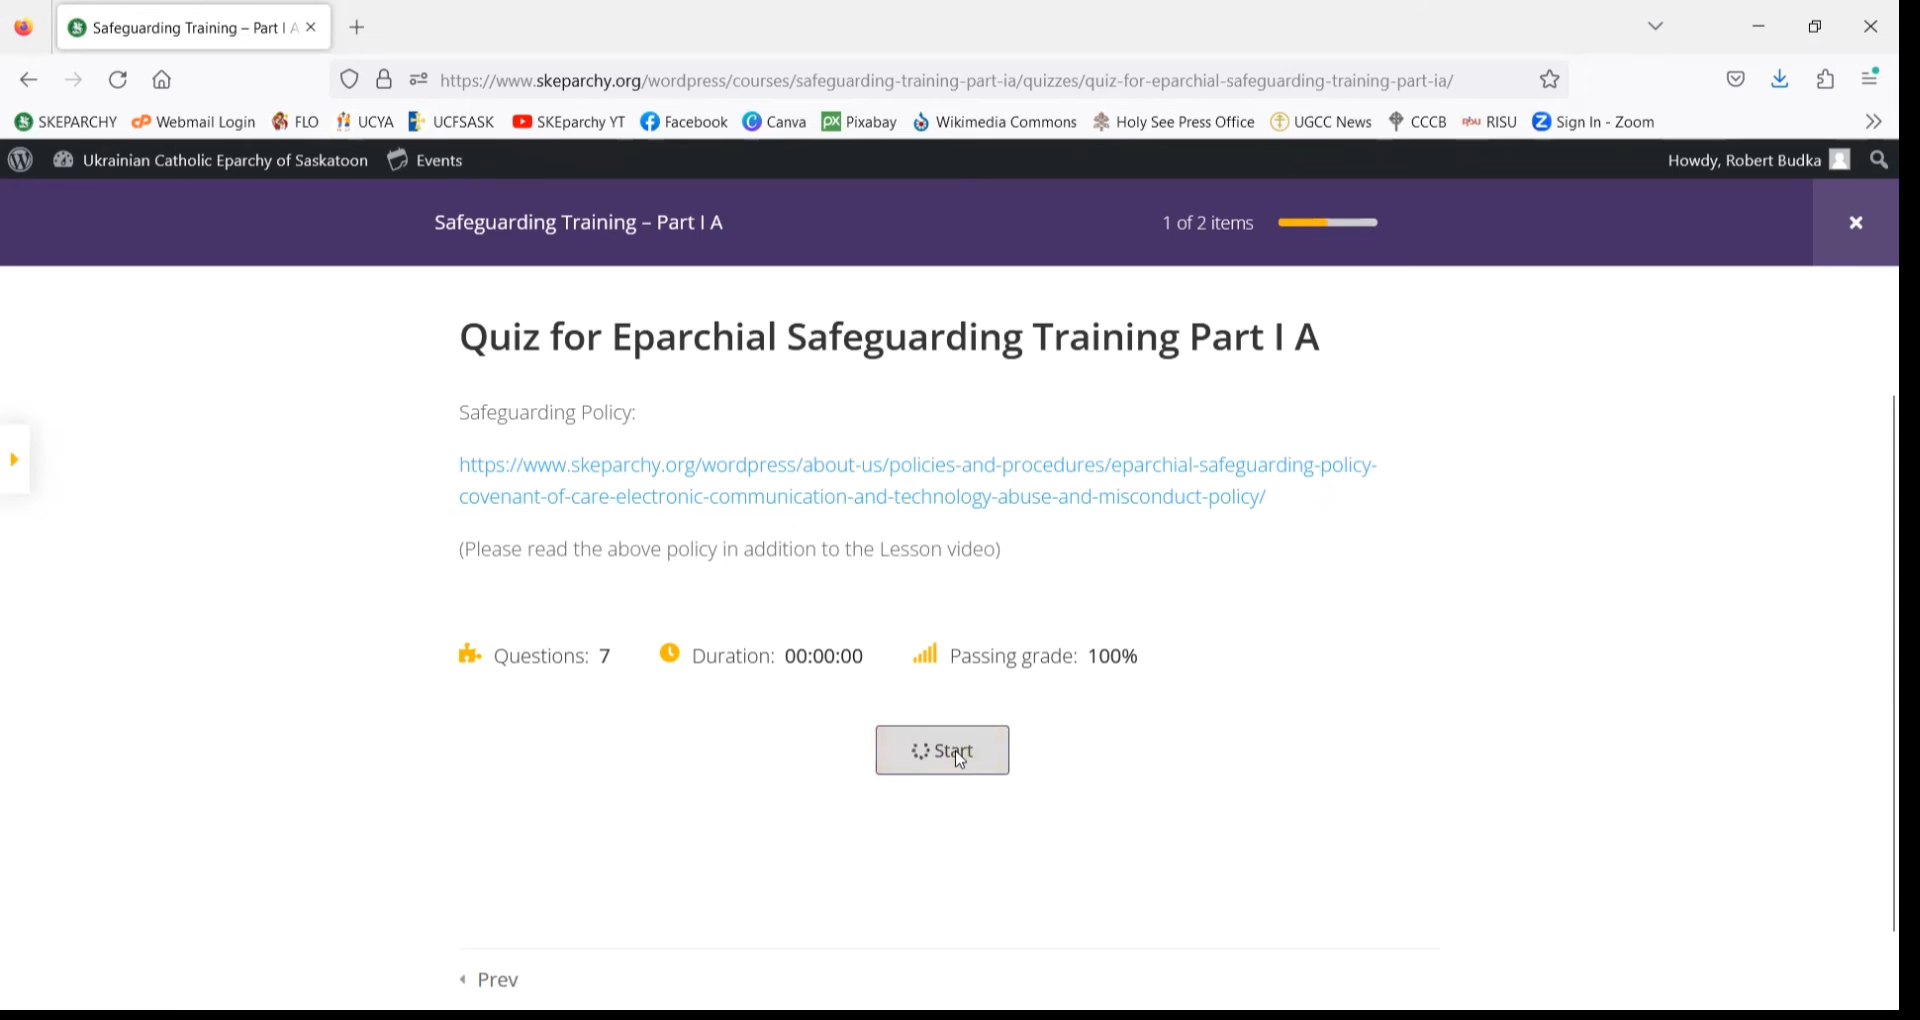 Safeguarding Training – Part I A
https://www.skeparchy.org/wordpress/courses/safeguarding-training-part-ia/quizzes/quiz-for-eparchial-safeguarding-training-part-ia/
SKEPARCHY Webmail Login FLO UCYA UCFSASK SKEparchy YT Facebook Canva Pixabay Wikimedia Commons Holy See Press Office UGCC News CCCB RISU Sign In - Zoom
Ukrainian Catholic Eparchy of Saskatoon Events Howdy, Robert Budka
Safeguarding Training – Part I A 1 of 2 items
Quiz for Eparchial Safeguarding Training Part I A
Safeguarding Policy:
https://www.skeparchy.org/wordpress/about-us/policies-and-procedures/eparchial-safeguarding-policy-
covenant-of-care-electronic-communication-and-technology-abuse-and-misconduct-policy/
(Please read the above policy in addition to the Lesson video)
Questions: 7 Duration: 00:00:00 Passing grade: 100%
Start
Prev